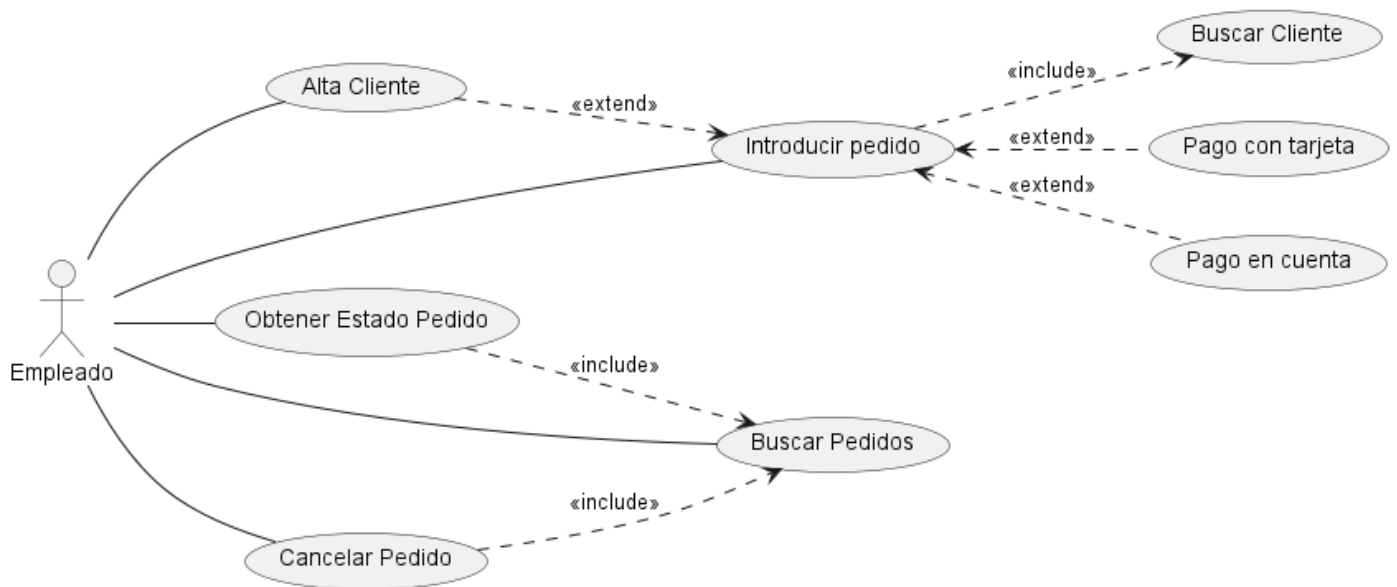 Buscar Cliente
«include»
Alta Cliente
«extend»
Introducir pedido
«extend»
Pago con tarjeta
«extend»
Pago en cuenta
Obtener Estado Pedido
Empleado
«include»
Buscar Pedidos
«include»
Cancelar Pedido